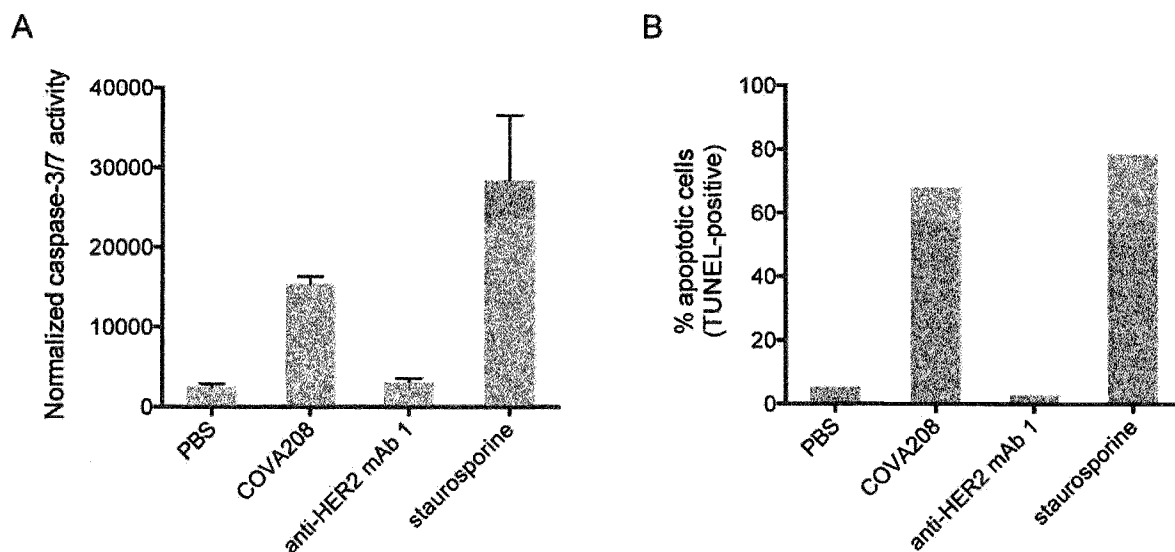 A
Normalized caspase-3/7 activity
40000
30000
20000
10000
0
PBS
COVA208
anti-HER2 mAb 1
staurosporine
B
% apoptotic cells
(TUNEL-positive)
100
80
60
40
20
0
PBS
COVA208
anti-HER2 mAb 1
staurosporine